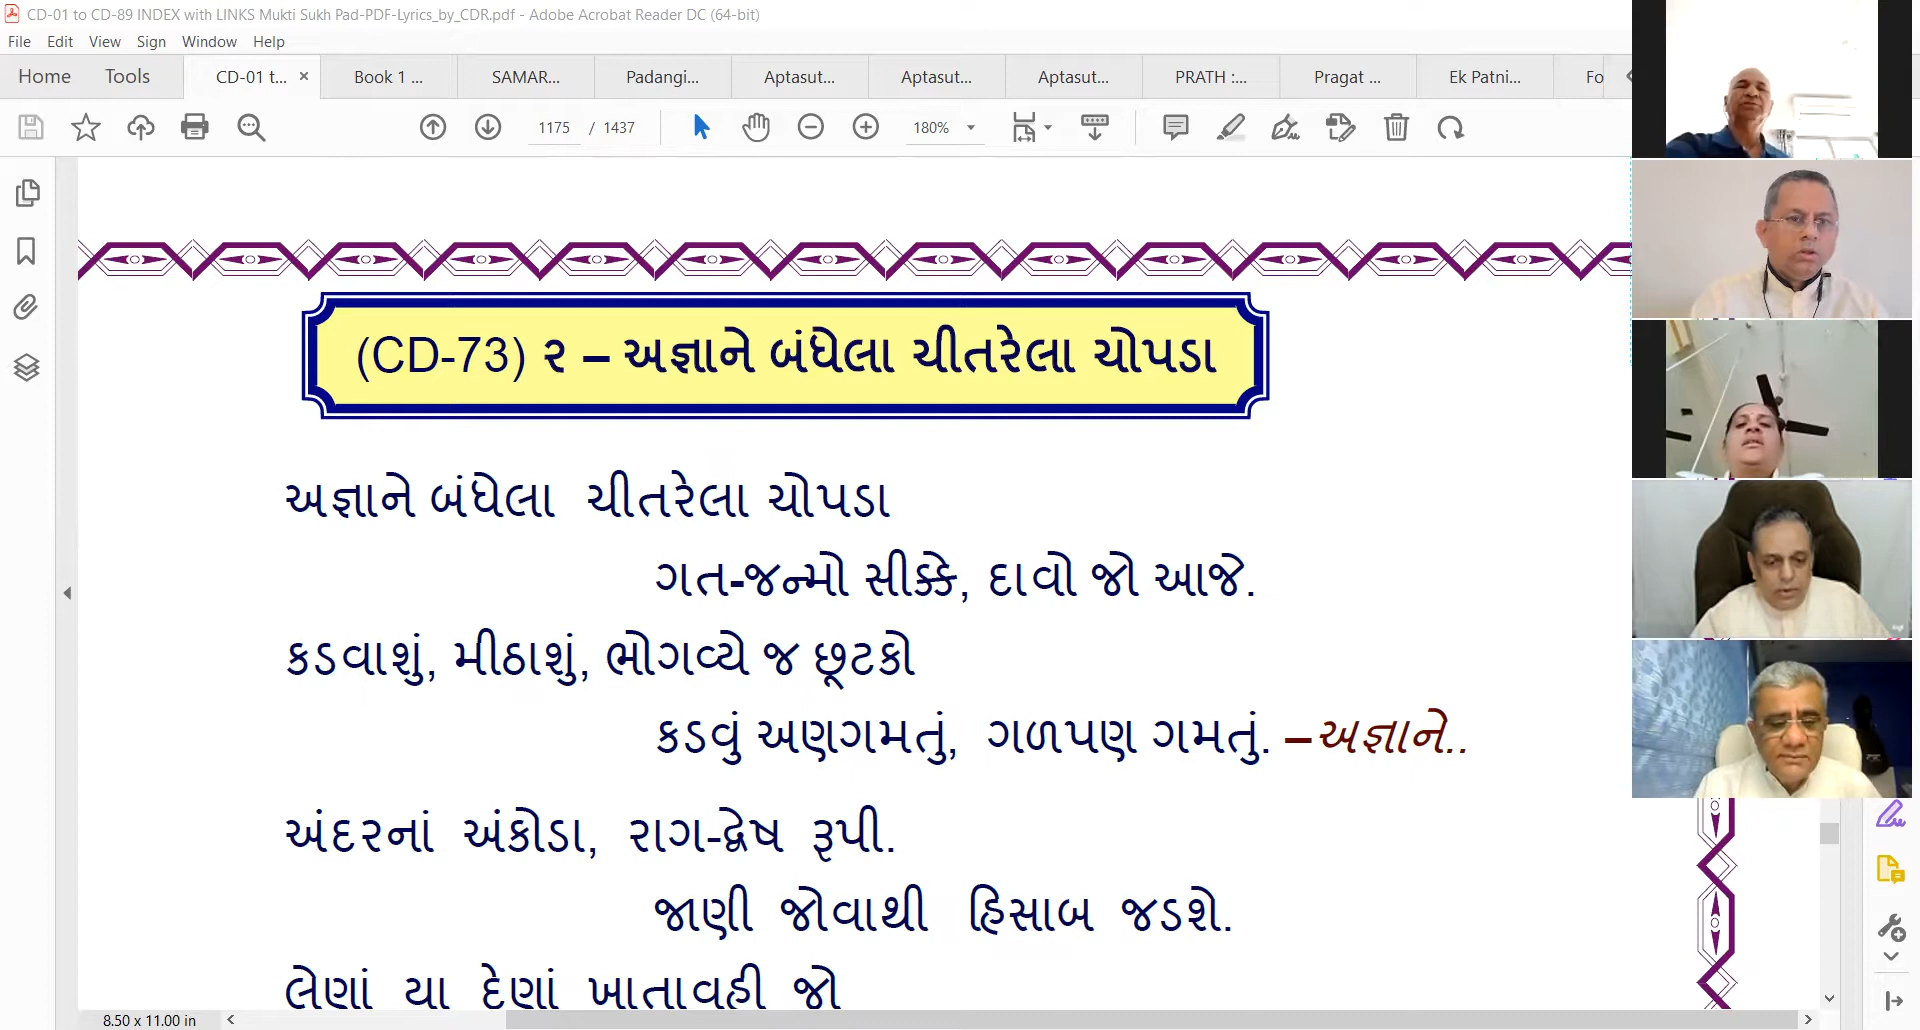 CD-01 to CD-89 INDEX with LINKS Mukti Sukh Pad-PDF-Lyrics_by_CDR.pdf - Adobe Acrobat Reader DC (64-bit)
File Edit View Sign Window Help
Home Tools CD-01 t... × Book 1 ... SAMAR... Padangi... Aptasut... Aptasut... Aptasut... PRATH :... Pragat ... Ek Patni... Fo
1175 / 1437 180%
(CD-73) ૨ – અજ્ઞાને બંધેલા ચીતરેલા ચોપડા
અજ્ઞાને બંધેલા ચીતરેલા ચોપડા
ગત-જન્મો સીક્કે, દાવો જો આજે.
કડવાશું, મીઠાશું, ભોગવ્યે જ છૂટકો
કડવું અણગમતું, ગળપણ ગમતું. –અજ્ઞાને..
અંદરનાં અંકોડા, રાગ-દ્વેષ રૂપી.
જાણી જોવાથી હિસાબ જડશે.
લેણાં યા દેણાં ખાતાવહી જો
8.50 x 11.00 in